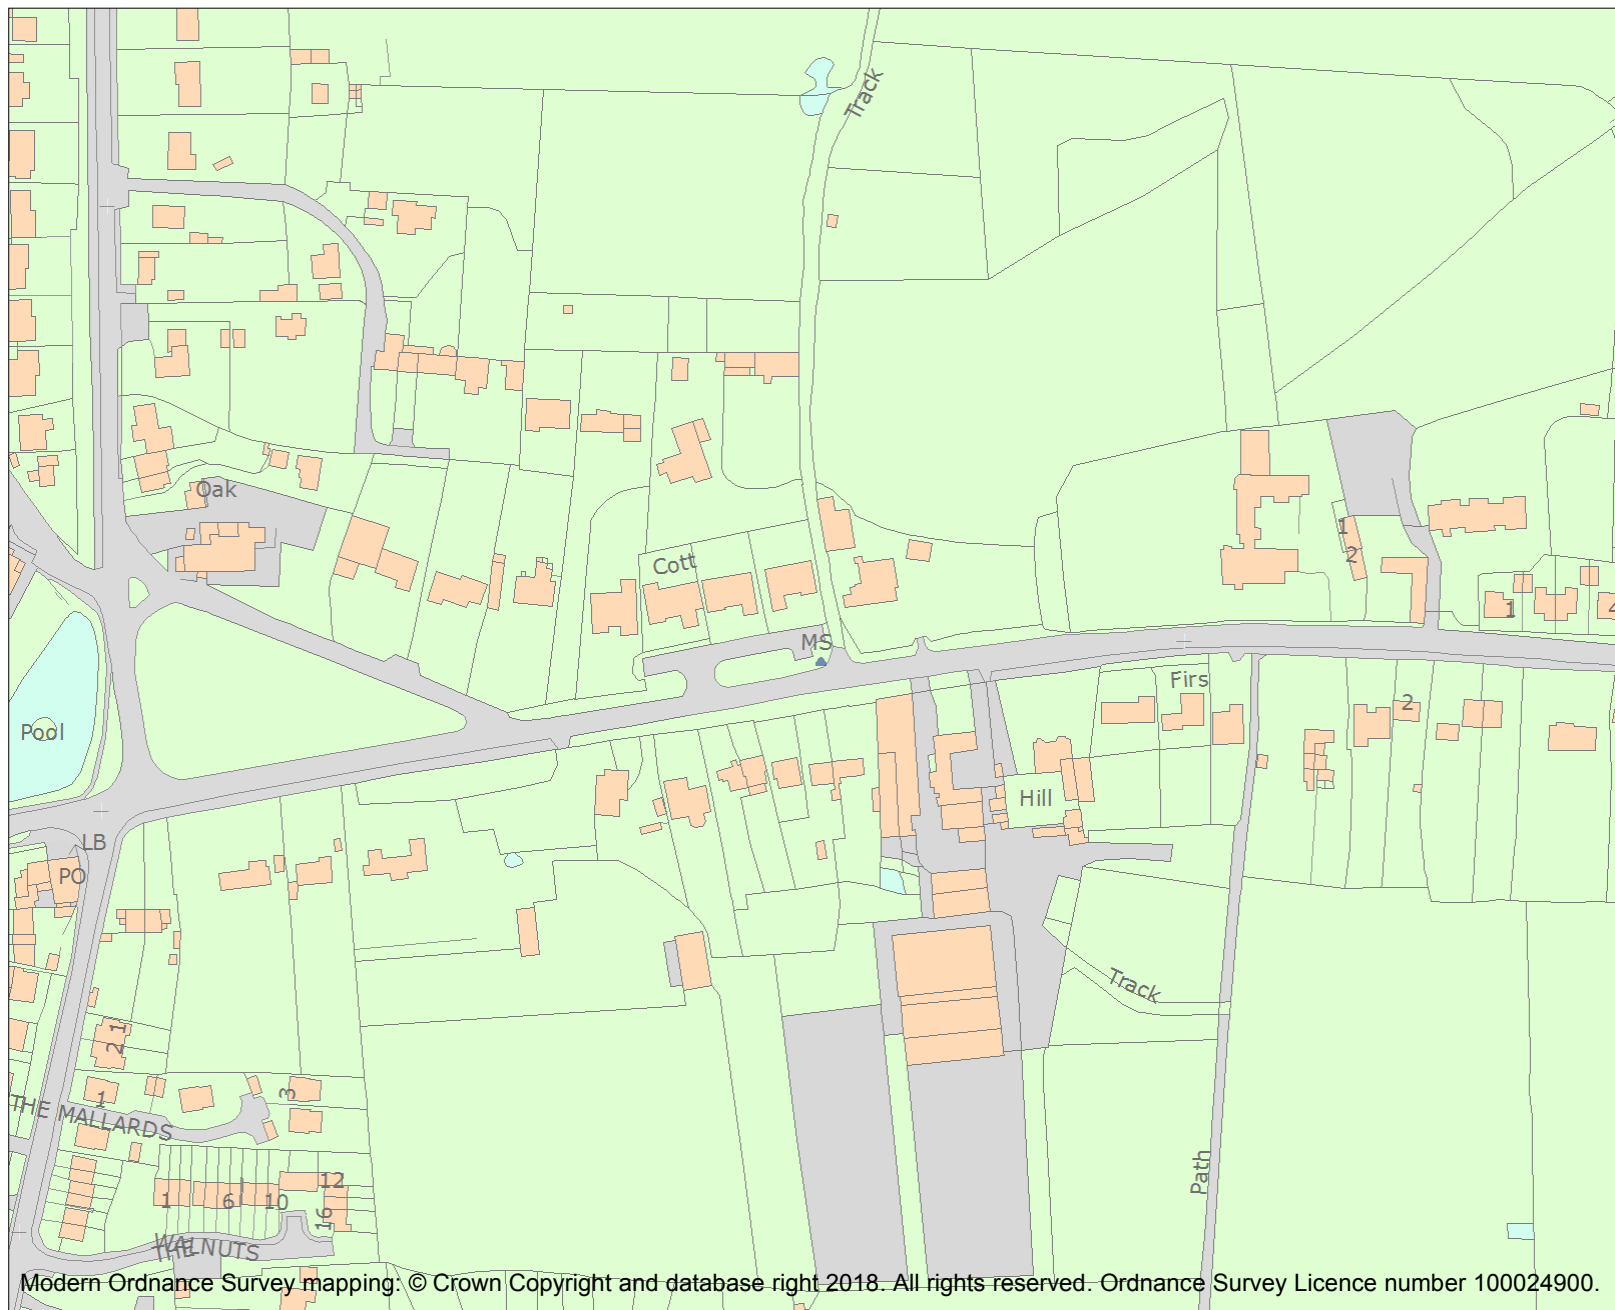 Track
Oak
Cott
MS
1
2
1
4
Firs
2
Pool
Hill
LB
PO
Track
1
2
3
1
THE MALLARDS
Path
12
1
6
10
16
THE
WALNUTS
Modern Ordnance Survey mapping: © Crown Copyright and database right 2018. All rights reserved. Ordnance Survey Licence number 100024900.